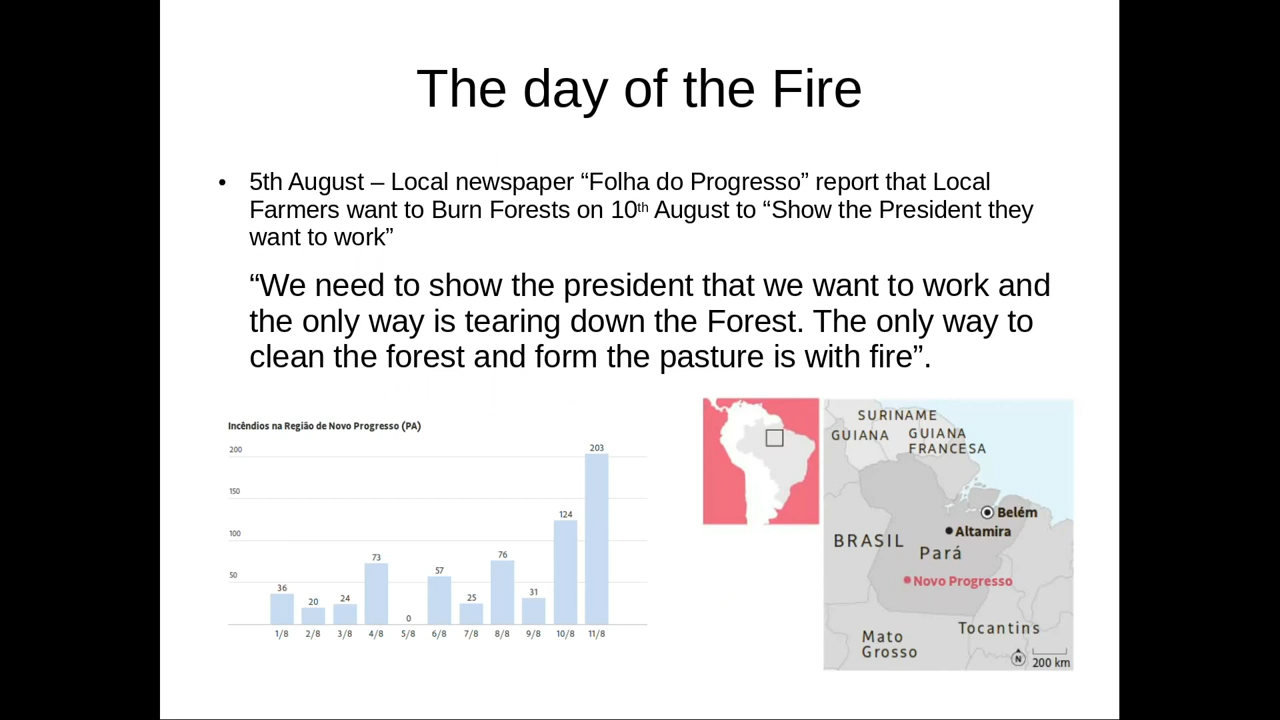 The day of the Fire
• 5th August – Local newspaper “Folha do Progresso” report that Local
Farmers want to Burn Forests on 10th August to “Show the President they
want to work”
“We need to show the president that we want to work and
the only way is tearing down the Forest. The only way to
clean the forest and form the pasture is with fire”.
Incêndios na Região de Novo Progresso (PA)
200
150
100
50
36 20 24 73 0 57 25 76 31 124 203
1/8 2/8 3/8 4/8 5/8 6/8 7/8 8/8 9/8 10/8 11/8
SURINAME
GUIANA
GUIANA
FRANCESA
Belém
Altamira
BRASIL
Pará
Novo Progresso
Tocantins
Mato
Grosso
N
200 km